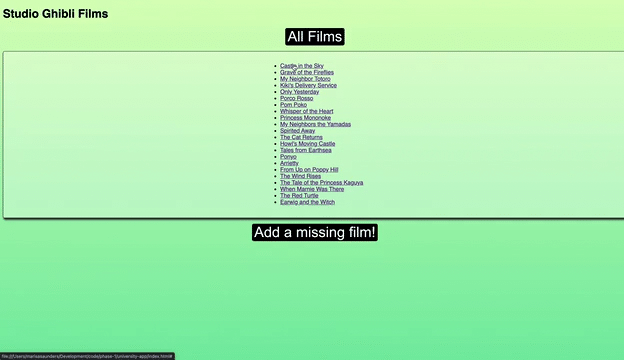 Studio Ghibli Films
All Films
Castle in the Sky
Grave of the Fireflies
My Neighbor Totoro
Kiki's Delivery Service
Only Yesterday
Porco Rosso
Pom Poko
Whisper of the Heart
Princess Mononoke
My Neighbors the Yamadas
Spirited Away
The Cat Returns
Howl's Moving Castle
Tales from Earthsea
Ponyo
Arrietty
From Up on Poppy Hill
The Wind Rises
The Tale of the Princess Kaguya
When Marnie Was There
The Red Turtle
Earwig and the Witch
Add a missing film!